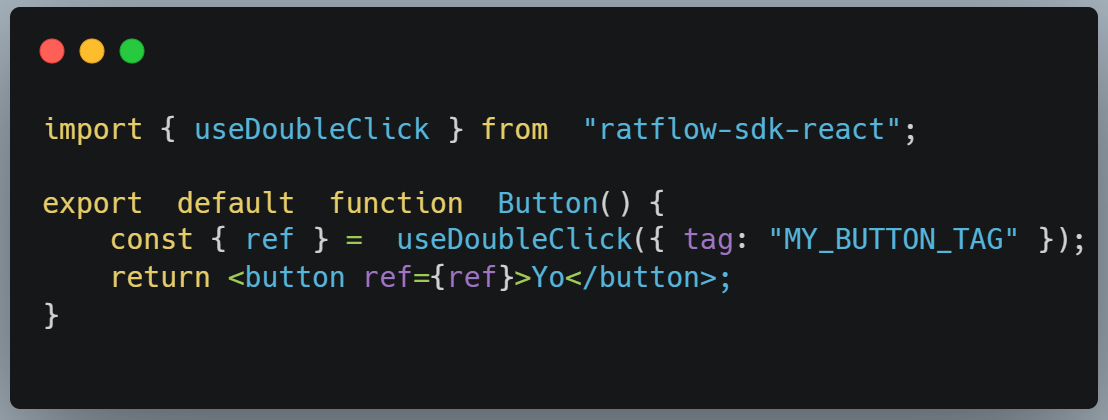 import { useDoubleClick } from  "ratflow-sdk-react";
export  default  function  Button() {
    const { ref } =  useDoubleClick({ tag: "MY_BUTTON_TAG" });
    return <button ref={ref}>Yo</button>;
}